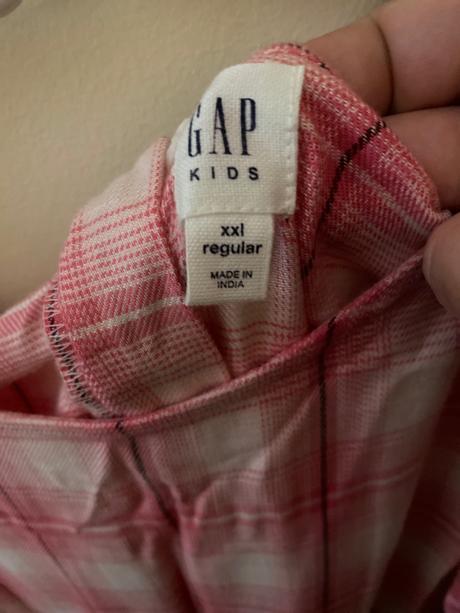 GAP
KIDS
xxl
regular
MADE IN
INDIA